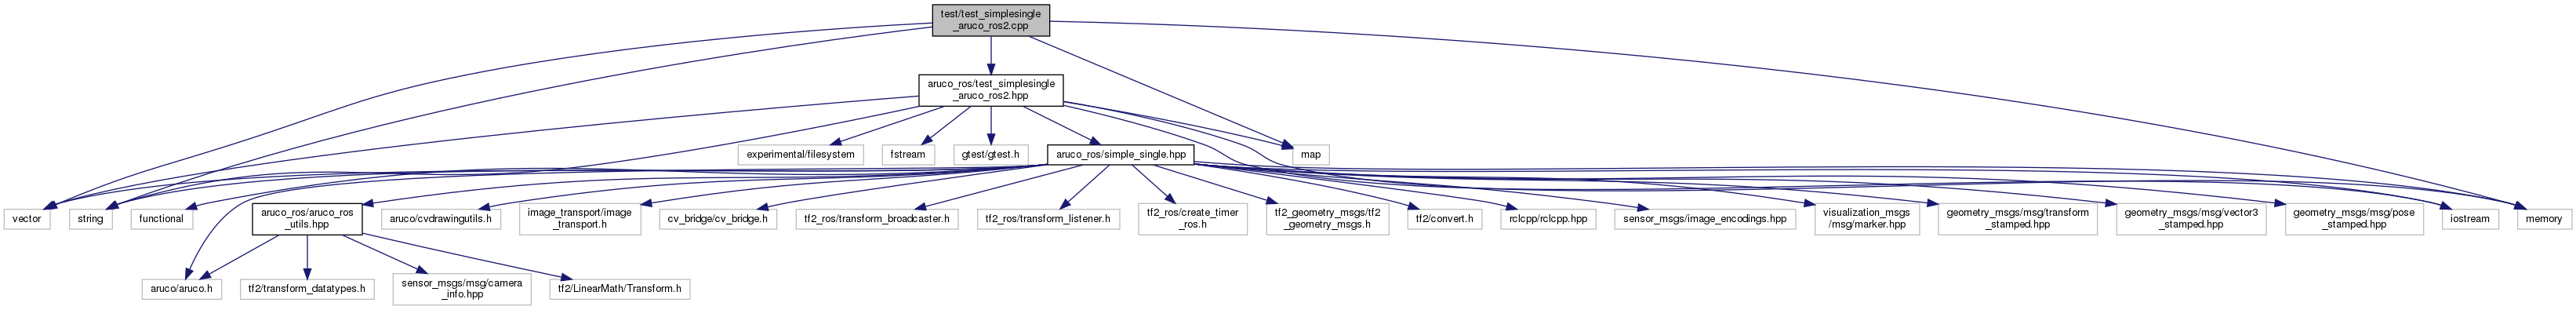 test/test_simplesingle
_aruco_ros2.cpp
aruco_ros/test_simplesingle
_aruco_ros2.hpp
experimental/filesystem
fstream
gtest/gtest.h
aruco_ros/simple_single.hpp
map
vector
string
functional
aruco_ros/aruco_ros
_utils.hpp
aruco/cvdrawingutils.h
image_transport/image
_transport.h
cv_bridge/cv_bridge.h
tf2_ros/transform_broadcaster.h
tf2_ros/transform_listener.h
tf2_ros/create_timer
_ros.h
tf2_geometry_msgs/tf2
_geometry_msgs.h
tf2/convert.h
rclcpp/rclcpp.hpp
sensor_msgs/image_encodings.hpp
visualization_msgs
/msg/marker.hpp
geometry_msgs/msg/transform
_stamped.hpp
geometry_msgs/msg/vector3
_stamped.hpp
geometry_msgs/msg/pose
_stamped.hpp
iostream
memory
aruco/aruco.h
tf2/transform_datatypes.h
sensor_msgs/msg/camera
_info.hpp
tf2/LinearMath/Transform.h